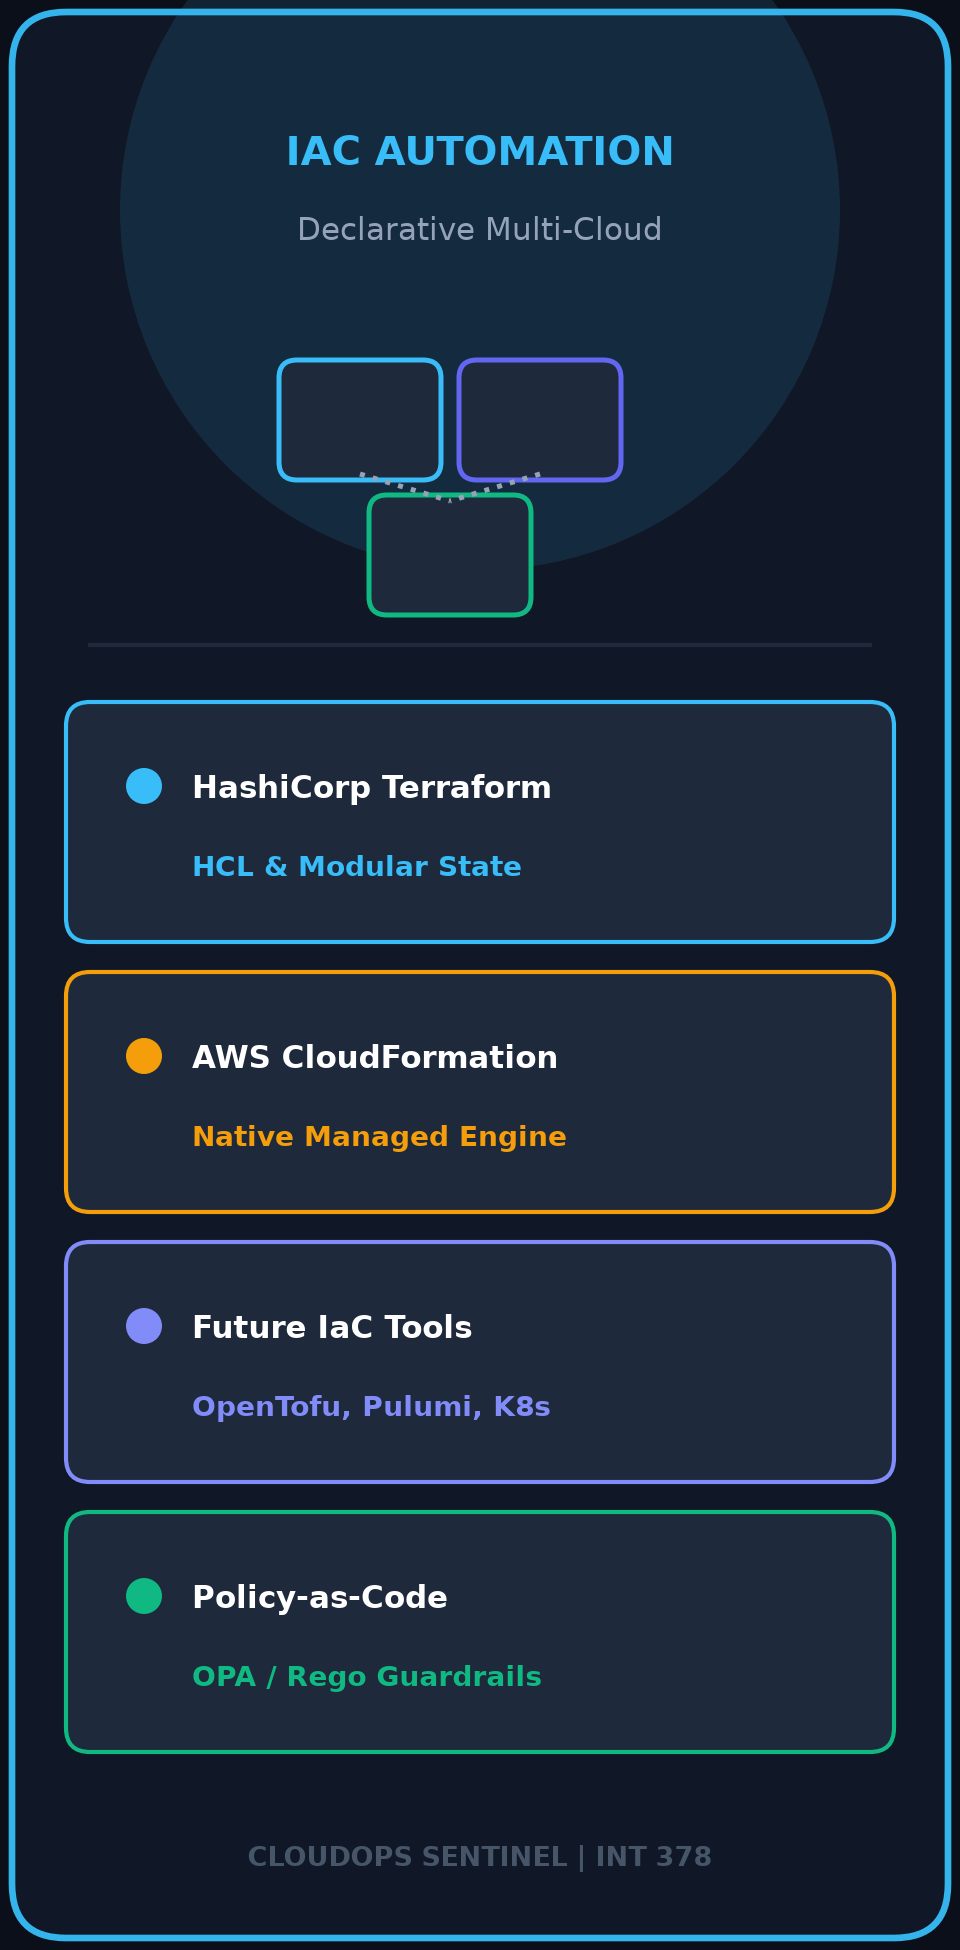 IAC AUTOMATION
Declarative Multi-Cloud
HashiCorp Terraform
HCL & Modular State
AWS CloudFormation
Native Managed Engine
Future IaC Tools
OpenTofu, Pulumi, K8s
Policy-as-Code
OPA / Rego Guardrails
CLOUDOPS SENTINEL | INT 378